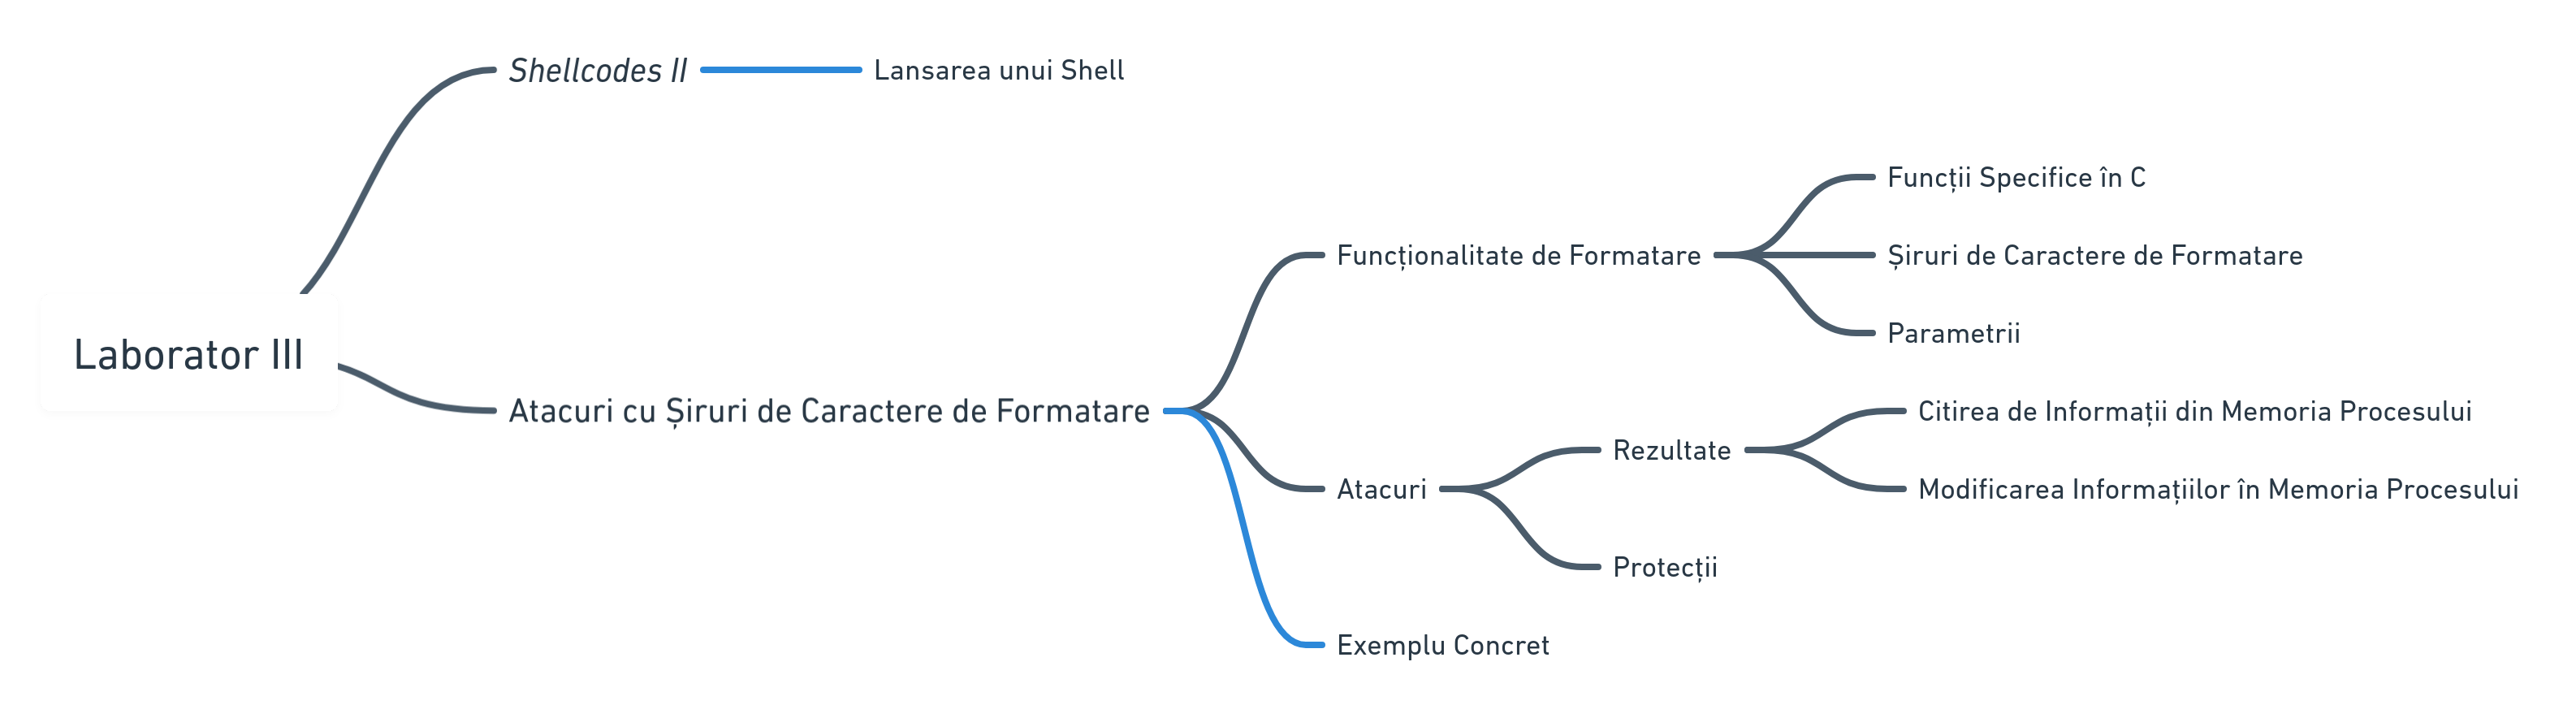 Laborator III
Shellcodes II
Lansarea unui Shell
Atacuri cu Șiruri de Caractere de Formatare
Funcționalitate de Formatare
Funcții Specifice în C
Șiruri de Caractere de Formatare
Parametrii
Atacuri
Rezultate
Citirea de Informații din Memoria Procesului
Modificarea Informațiilor în Memoria Procesului
Protecții
Exemplu Concret